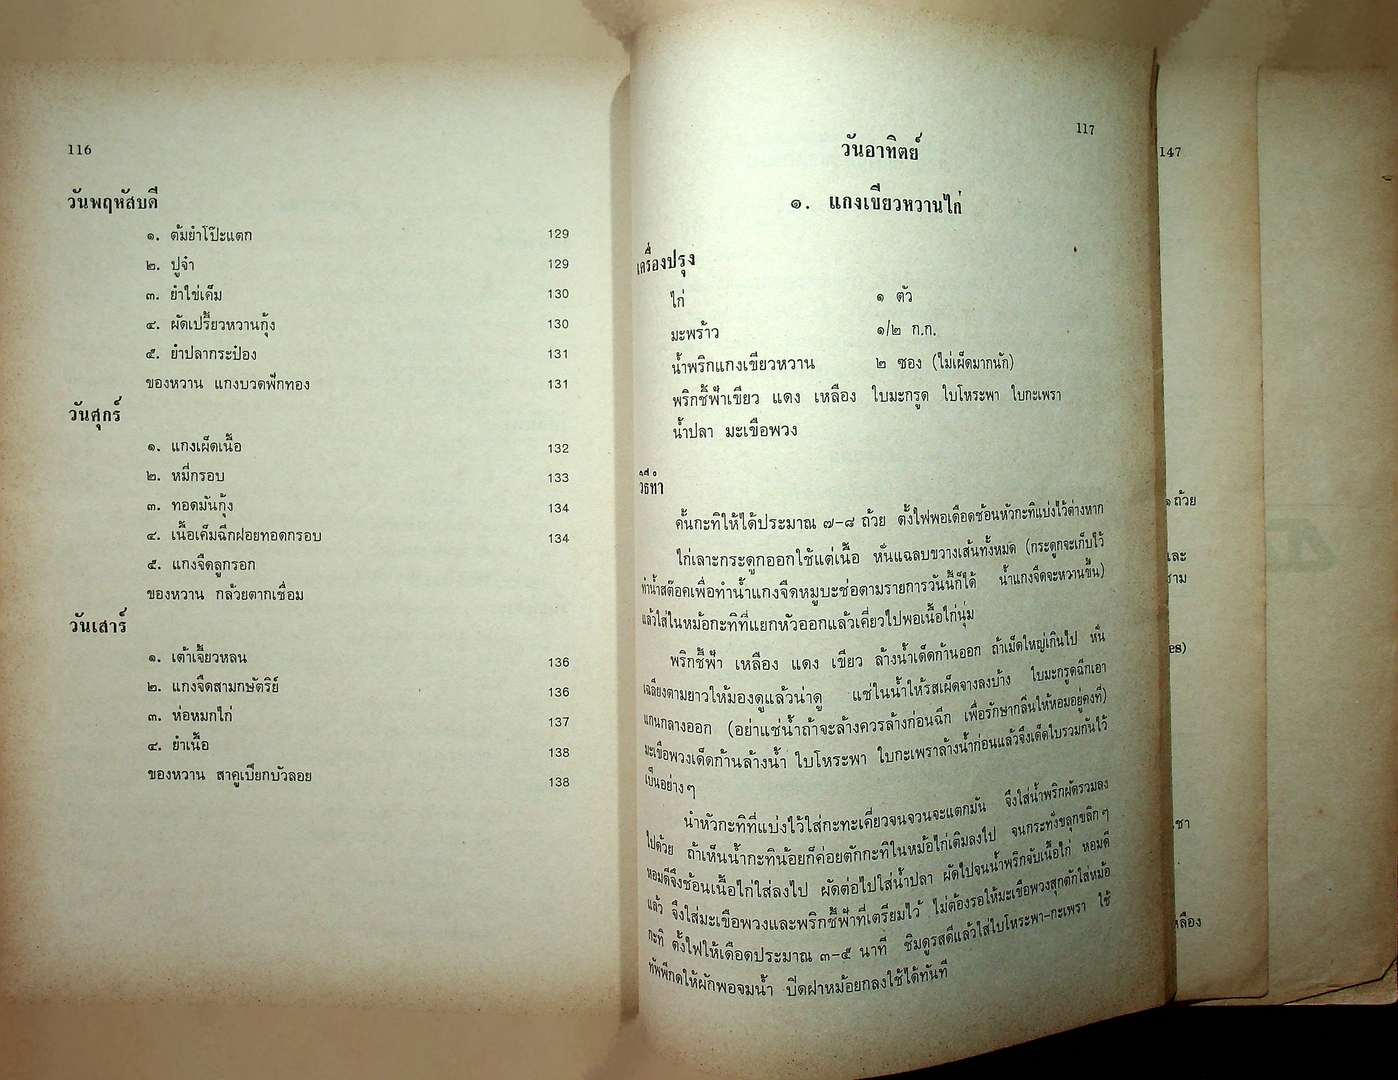 116
วันพฤหัสบดี
๑. ต้มยำโป๊ะแตก 129
๒. ปูจ๋า 129
๓. ยำไข่เค็ม 130
๔. ผัดเปรี้ยวหวานกุ้ง 130
๕. ยำปลากระป๋อง 131
ของหวาน แกงบวดฟักทอง 131
วันศุกร์
๑. แกงเผ็ดเนื้อ 132
๒. หมี่กรอบ 133
๓. ทอดมันกุ้ง 134
๔. เนื้อเค็มฉีกฝอยทอดกรอบ 134
๕. แกงจืดลูกรอก
ของหวาน กล้วยตากเชื่อม
วันเสาร์
๑. เต้าเจี้ยวหลน 136
๒. แกงจืดสามกษัตริย์ 136
๓. ห่อหมกไก่ 137
๔. ยำเนื้อ 138
ของหวาน สาคูเปียกบัวลอย 138
117
วันอาทิตย์
๑. แกงเขียวหวานไก่
เครื่องปรุง
ไก่ ๑ ตัว
มะพร้าว ๑/๒ ก.ก.
น้ำพริกแกงเขียวหวาน ๒ ซอง (ไม่เผ็ดมากนัก)
พริกชี้ฟ้าเขียว แดง เหลือง ใบมะกรูด ใบโหระพา ใบกะเพรา
น้ำปลา มะเขือพวง
วิธีทำ
คั้นกะทิให้ได้ประมาณ ๗-๘ ถ้วย ตั้งไฟพอเดือดช้อนหัวกะทิแบ่งไว้ต่างหาก
ไก่เลาะกระดูกออกใช้แต่เนื้อ หั่นแฉลบขวางเส้นทั้งหมด (กระดูกจะเก็บไว้
ทำน้ำสต๊อคเพื่อทำน้ำแกงจืดหมูบะช่อตามรายการวันนี้ก็ได้ น้ำแกงจืดจะหวานขึ้น)
แล้วใส่ในหม้อกะทิที่แยกหัวออกแล้วเคี่ยวไปพอเนื้อไก่นุ่ม
พริกชี้ฟ้า เหลือง แดง เขียว ล้างน้ำเด็ดก้านออก ถ้าเม็ดใหญ่เกินไป หั่น
เฉลียงตามยาวให้มองดูแล้วน่าดู แช่ในน้ำให้รสเผ็ดจางลงบ้าง ใบมะกรูดฉีกเอา
แกนกลางออก (อย่าแช่น้ำถ้าจะล้างควรล้างก่อนฉีก เพื่อรักษากลิ่นให้หอมอยู่คงที่)
มะเขือพวงเด็ดก้านล้างน้ำ ใบโหระพา ใบกะเพราล้างน้ำก่อนแล้วจึงเด็ดใบรวมกันไว้
เป็นอย่างๆ
นำหัวกะทิที่แบ่งไว้ใส่กะทะเคี่ยวจนจวนจะแตกมัน จึงใส่น้ำพริกผัดรวมลง
ไปด้วย ถ้าเห็นน้ำกะทิน้อยก็ค่อยตักกะทิในหม้อไก่เติมลงไป จนกระทั่งขลุกขลิกๆ
หอมดีจึงช้อนเนื้อไก่ใส่ลงไป ผัดต่อไปใส่น้ำปลา ผัดไปจนน้ำพริกจับเนื้อไก่ หอมดี
แล้ว จึงใส่มะเขือพวงและพริกชี้ฟ้าที่เตรียมไว้ ไม่ต้องรอให้มะเขือพวงสุกตักใส่หม้อ
กะทิ ตั้งไฟให้เดือดประมาณ ๓-๕ นาที ชิมดูรสดีแล้วใส่ใบโหระพา-กะเพรา ใช้
ทัพพีกดให้ผักพอจมน้ำ ปิดฝาหม้อยกลงใช้ได้ทันที
147
๑ ถ้วย
และ
ชาม
es)